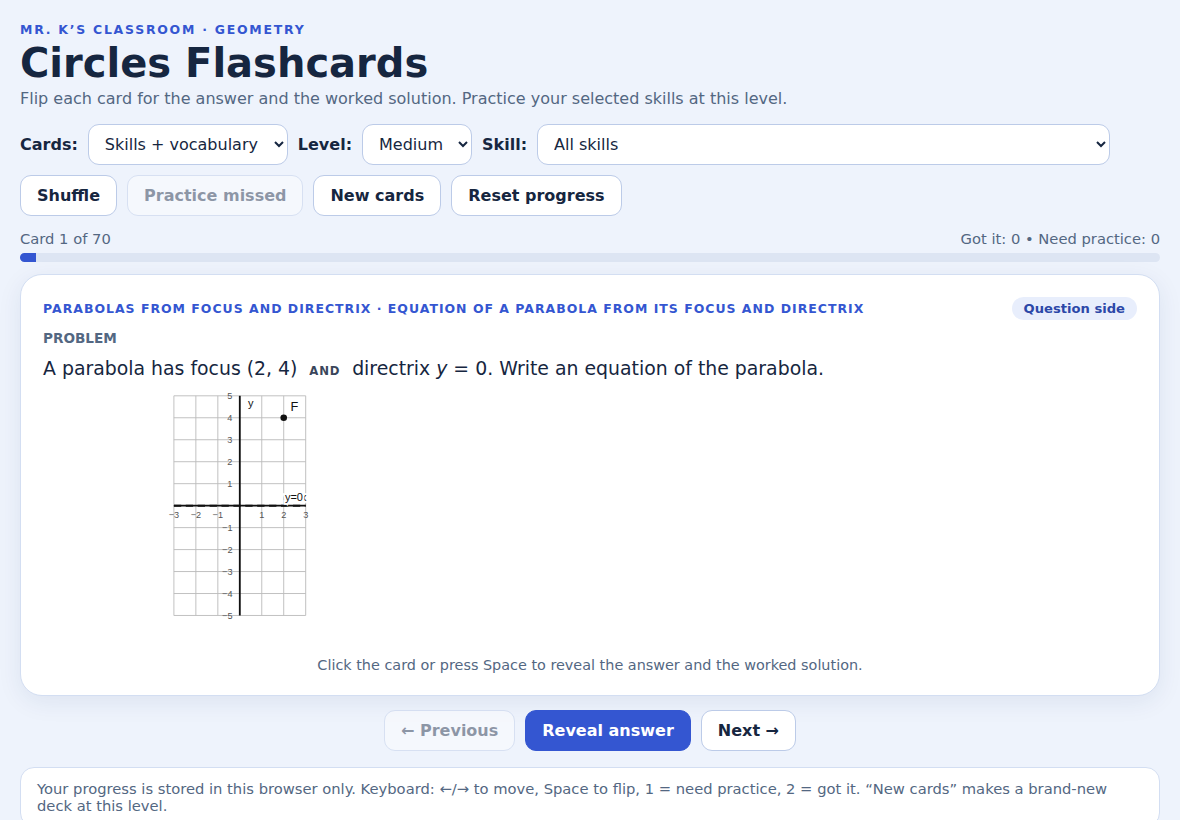 MR. K’S CLASSROOM · GEOMETRY
Circles Flashcards
Flip each card for the answer and the worked solution. Practice your selected skills at this level.
Cards: Skills + vocabulary Level: Medium Skill: All skills
Shuffle Practice missed New cards Reset progress
Card 1 of 70 Got it: 0 • Need practice: 0
PARABOLAS FROM FOCUS AND DIRECTRIX · EQUATION OF A PARABOLA FROM ITS FOCUS AND DIRECTRIX Question side
PROBLEM
A parabola has focus (2, 4) AND directrix y = 0. Write an equation of the parabola.
5
y F
4
3
2
1
y=0
−3 −2 −1 1 2 3
−1
−2
−3
−4
−5
Click the card or press Space to reveal the answer and the worked solution.
← Previous Reveal answer Next →
Your progress is stored in this browser only. Keyboard: ←/→ to move, Space to flip, 1 = need practice, 2 = got it. “New cards” makes a brand-new
deck at this level.